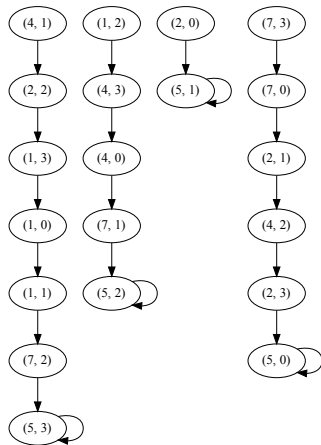 (4, 1) (1, 2) (2, 0) (7, 3)
(2, 2) (4, 3) (5, 1) (7, 0)
(1, 3) (4, 0) (2, 1)
(1, 0) (7, 1) (4, 2)
(1, 1) (5, 2) (2, 3)
(7, 2) (5, 0)
(5, 3)